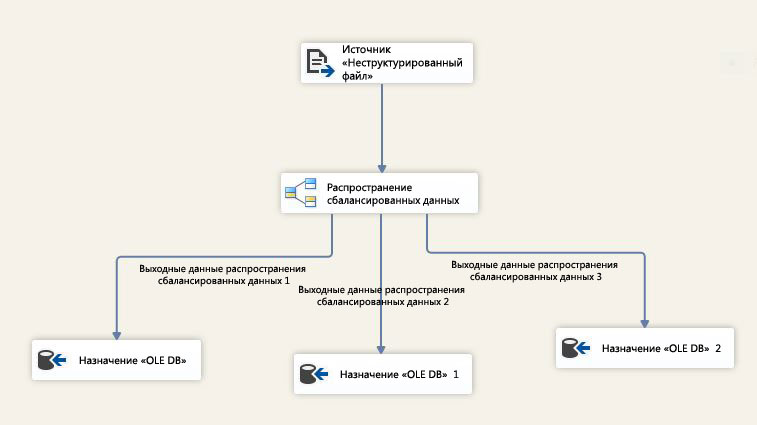 Источник
«Неструктурированный
файл»
Распространение
сбалансированных данных
Выходные данные распространения
сбалансированных данных 1
Выходные данные распространения
сбалансированных данных 2
Выходные данные распространения
сбалансированных данных 3
Назначение «OLE DB»
Назначение «OLE DB» 1
Назначение «OLE DB» 2